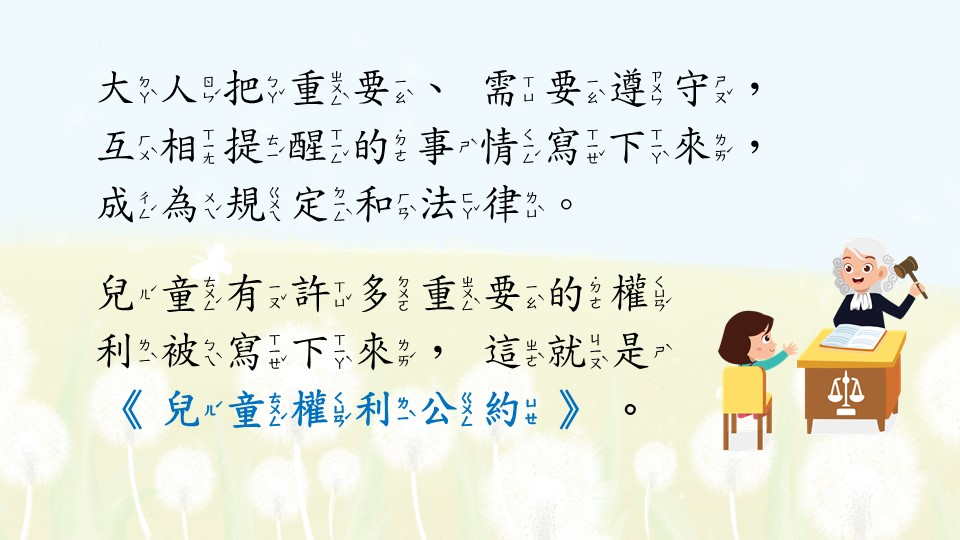 大人把重要、需要遵守，
互相提醒的事情寫下來，
成為規定和法律。
兒童有許多重要的權
利被寫下來，這就是
《兒童權利公約》。